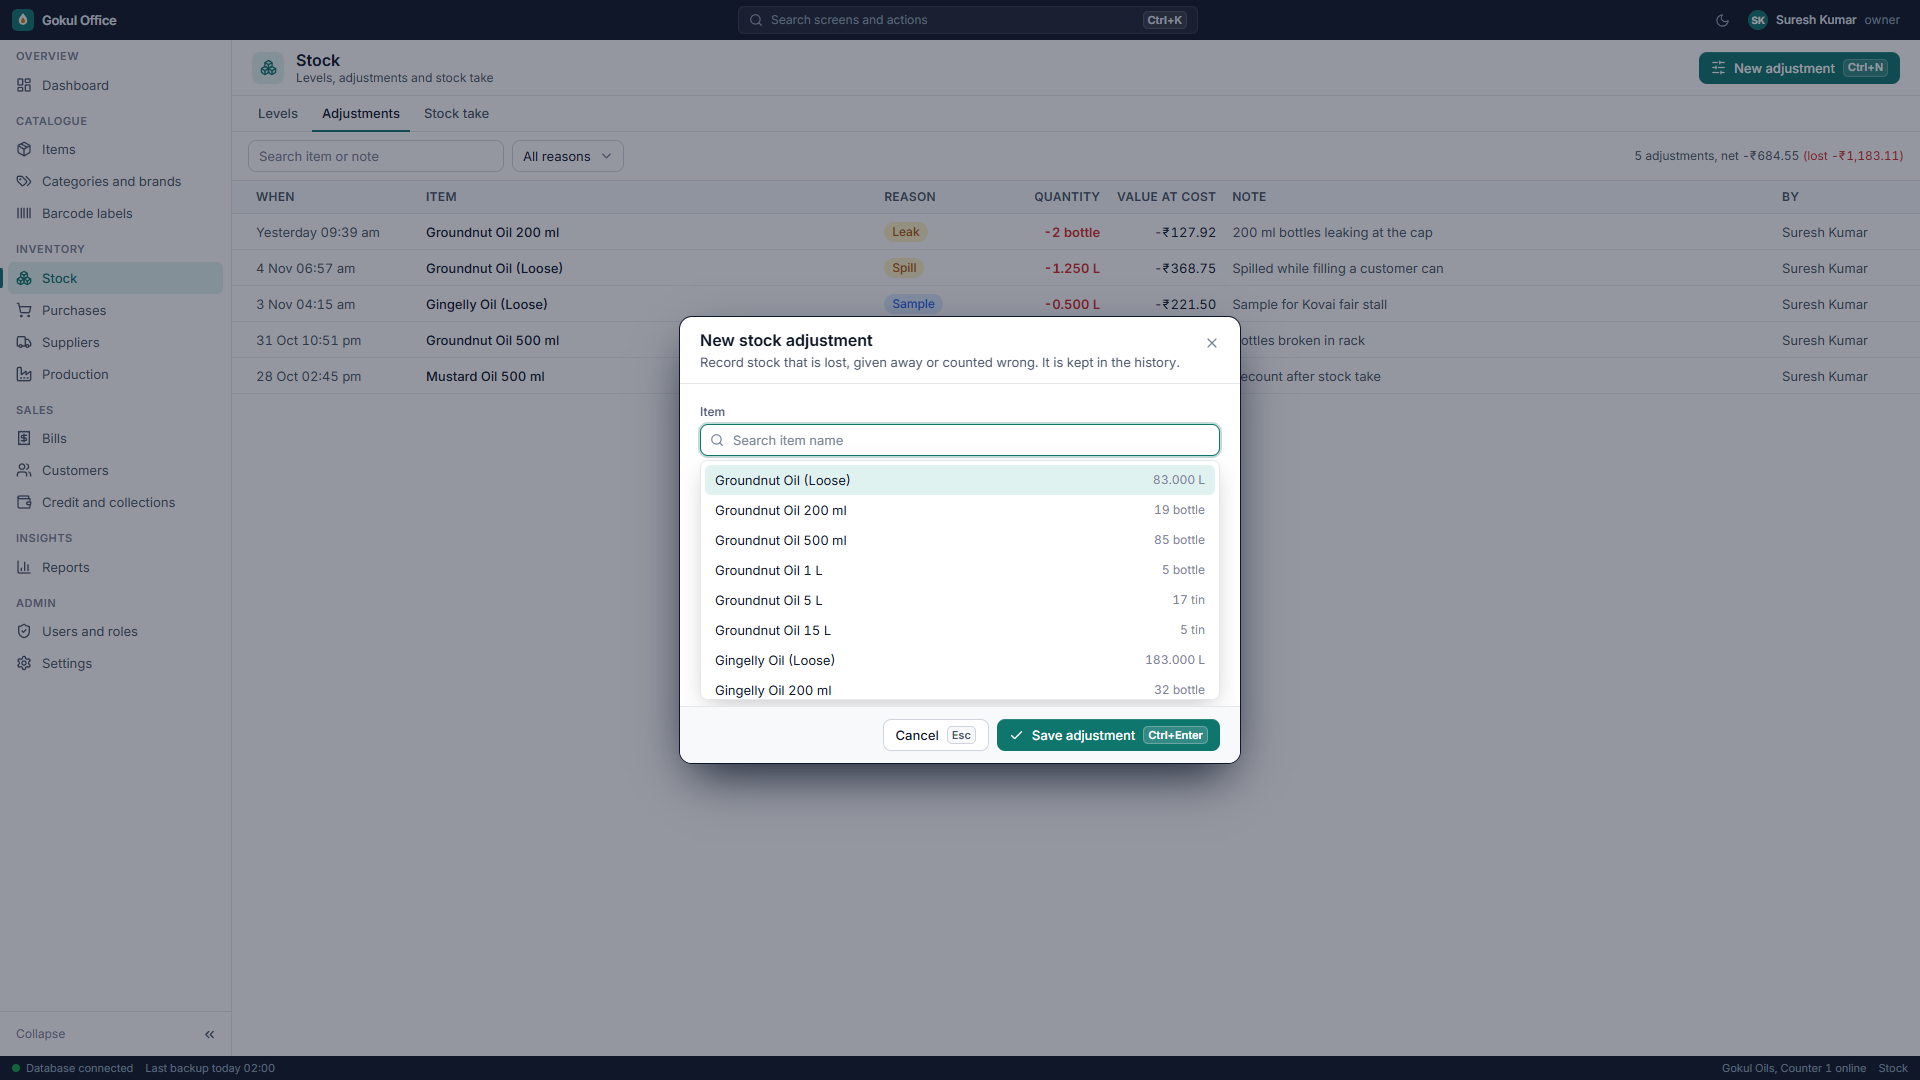 Gokul Office
Search screens and actions Ctrl+K
SK Suresh Kumar owner
OVERVIEW
Dashboard
CATALOGUE
Items
Categories and brands
Barcode labels
INVENTORY
Stock
Purchases
Suppliers
Production
SALES
Bills
Customers
Credit and collections
INSIGHTS
Reports
ADMIN
Users and roles
Settings
Collapse
Stock
Levels, adjustments and stock take
New adjustment Ctrl+N
Levels Adjustments Stock take
Search item or note All reasons 5 adjustments, net -₹684.55 (lost -₹1,183.11)
WHEN ITEM REASON QUANTITY VALUE AT COST NOTE BY
Yesterday 09:39 am Groundnut Oil 200 ml Leak -2 bottle -₹127.92 200 ml bottles leaking at the cap Suresh Kumar
4 Nov 06:57 am Groundnut Oil (Loose) Spill -1.250 L -₹368.75 Spilled while filling a customer can Suresh Kumar
3 Nov 04:15 am Gingelly Oil (Loose) Sample -0.500 L -₹221.50 Sample for Kovai fair stall Suresh Kumar
31 Oct 10:51 pm Groundnut Oil 500 ml ottles broken in rack Suresh Kumar
28 Oct 02:45 pm Mustard Oil 500 ml ecount after stock take Suresh Kumar
New stock adjustment
Record stock that is lost, given away or counted wrong. It is kept in the history.
Item
Search item name
Groundnut Oil (Loose) 83.000 L
Groundnut Oil 200 ml 19 bottle
Groundnut Oil 500 ml 85 bottle
Groundnut Oil 1 L 5 bottle
Groundnut Oil 5 L 17 tin
Groundnut Oil 15 L 5 tin
Gingelly Oil (Loose) 183.000 L
Gingelly Oil 200 ml 32 bottle
Cancel Esc Save adjustment Ctrl+Enter
Database connected Last backup today 02:00 Gokul Oils, Counter 1 online Stock